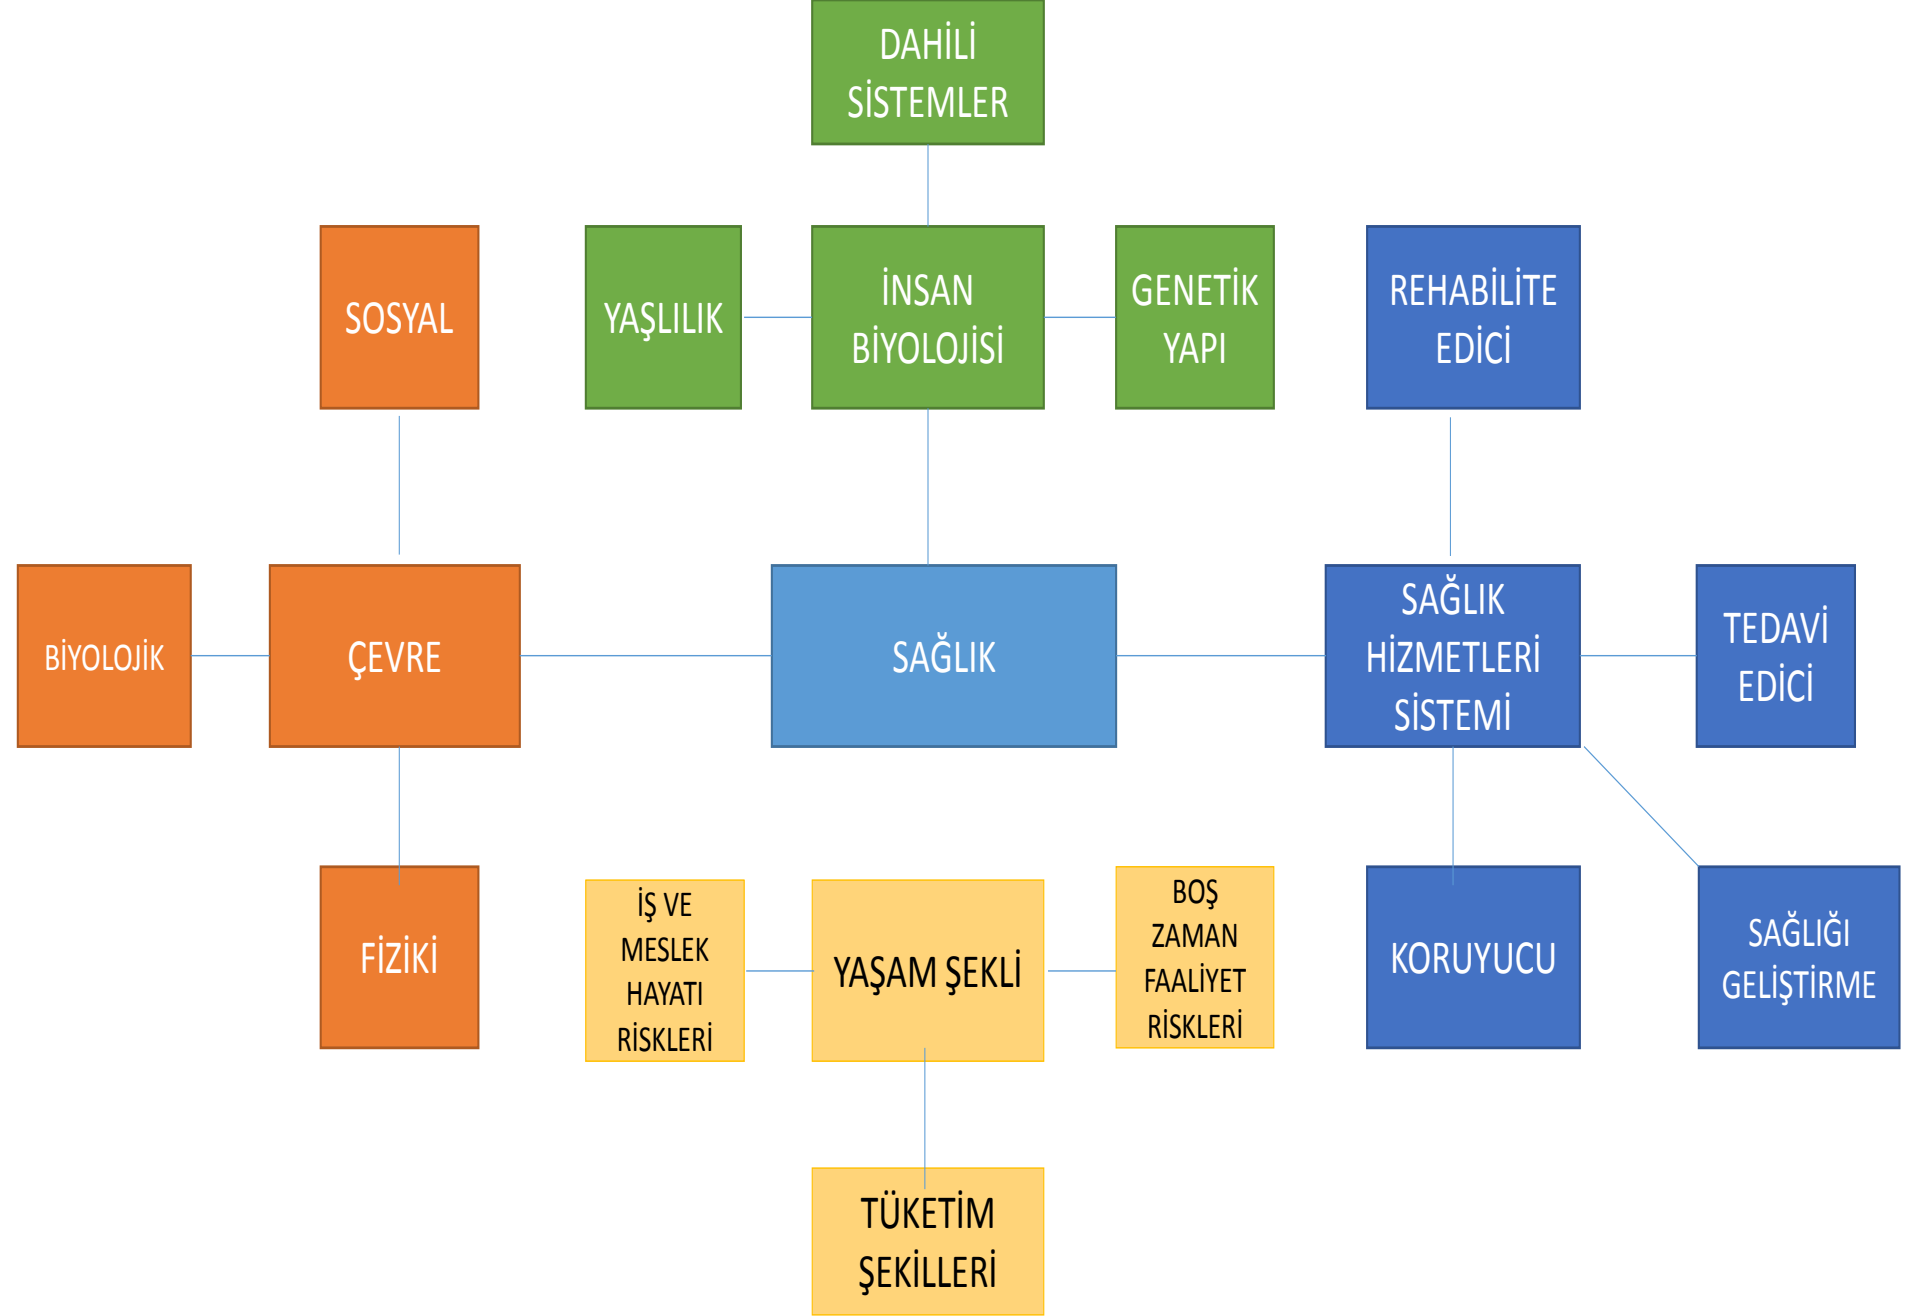 DAHİLİ
SİSTEMLER
SOSYAL
YAŞLILIK
İNSAN
BİYOLOJİSİ
GENETİK
YAPI
REHABİLİTE
EDİCİ
BİYOLOJİK
ÇEVRE
SAĞLIK
SAĞLIK
HİZMETLERİ
SİSTEMİ
TEDAVİ
EDİCİ
FİZİKİ
İŞ VE
MESLEK
HAYATI
RİSKLERİ
YAŞAM ŞEKLİ
BOŞ
ZAMAN
FAALİYET
RİSKLERİ
KORUYUCU
SAĞLIĞI
GELİŞTİRME
TÜKETİM
ŞEKİLLERİ